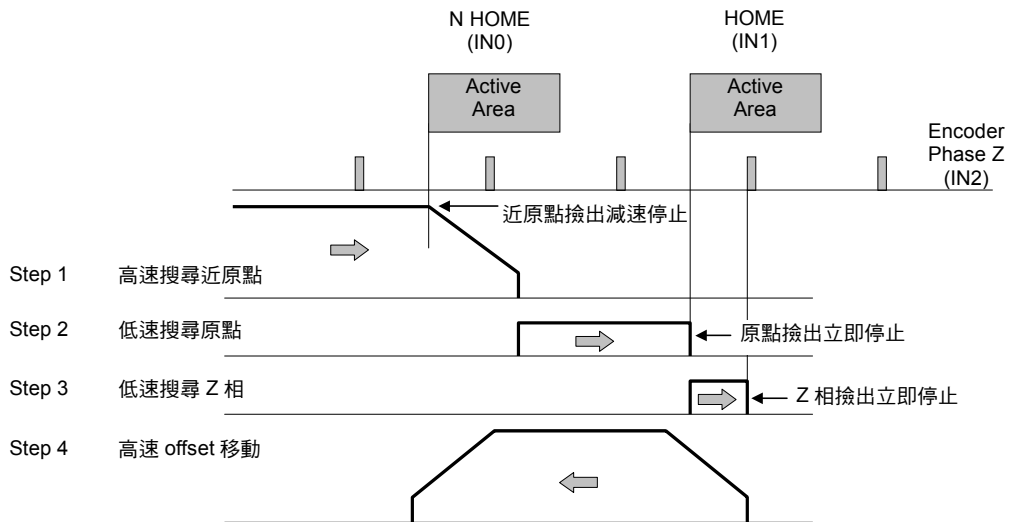 N HOME
(IN0)
HOME
(IN1)
Active
Area
Active
Area
Encoder
Phase Z
(IN2)
近原點撿出減速停止
Step 1 高速搜尋近原點
Step 2 低速搜尋原點
原點撿出立即停止
Step 3 低速搜尋 Z 相
Z 相撿出立即停止
Step 4 高速 offset 移動